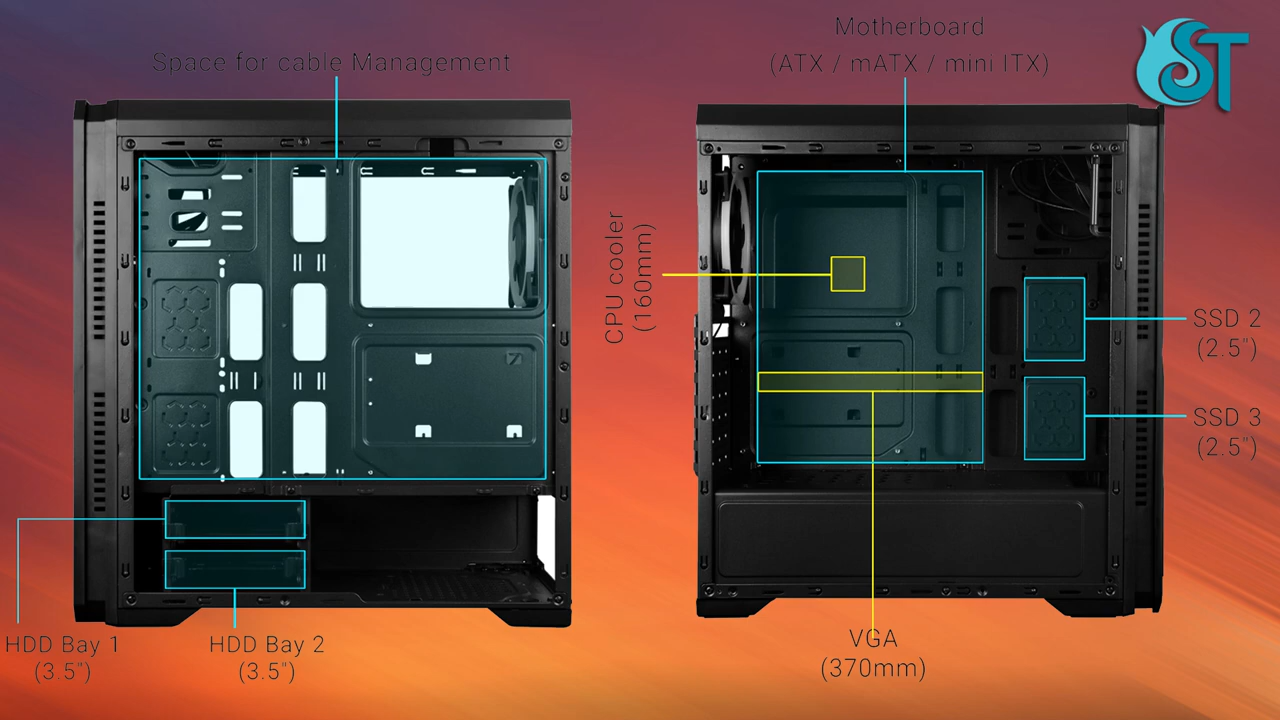 Space for cable Management
Motherboard
(ATX / mATX / mini ITX)
ST
CPU cooler
(160mm)
SSD 2
(2.5")
SSD 3
(2.5")
HDD Bay 1
(3.5")
HDD Bay 2
(3.5")
VGA
(370mm)